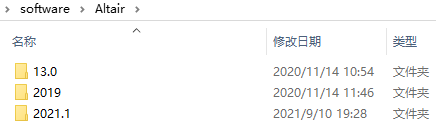 software Altair
名称 修改日期 类型
13.0 2020/11/14 10:54 文件夹
2019 2020/11/14 11:46 文件夹
2021.1 2021/9/10 19:28 文件夹